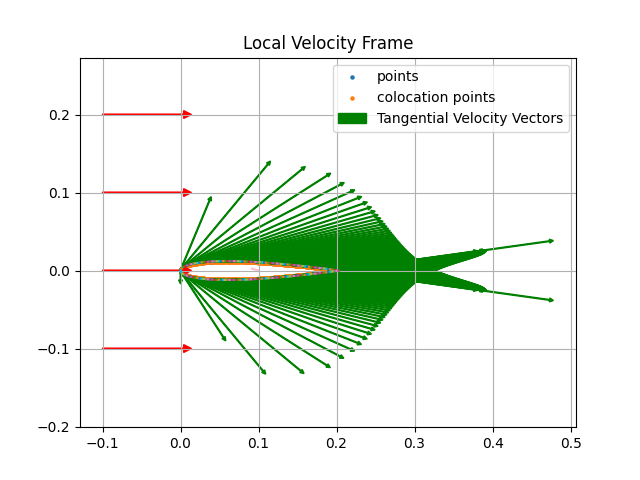 Local Velocity Frame
points
colocation points
Tangential Velocity Vectors
0.2
0.1
0.0
−0.1
−0.2
−0.1 0.0 0.1 0.2 0.3 0.4 0.5